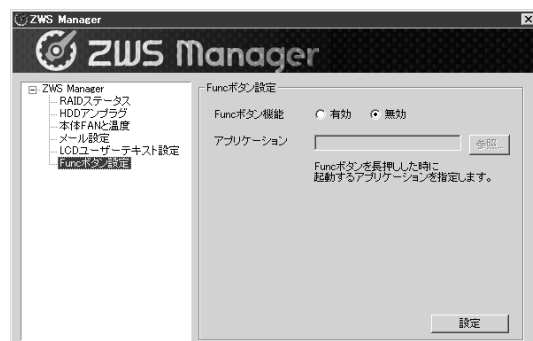 ZWS Manager
ZWS Manager
ZWS Manager
RAIDステータス
HDDアンプラグ
本体FANと温度
メール設定
LCDユーザーテキスト設定
Funcボタン設定
Funcボタン設定
Funcボタン機能
有効
無効
アプリケーション
参照...
Funcボタンを長押しした時に
起動するアプリケーションを指定します。
設定